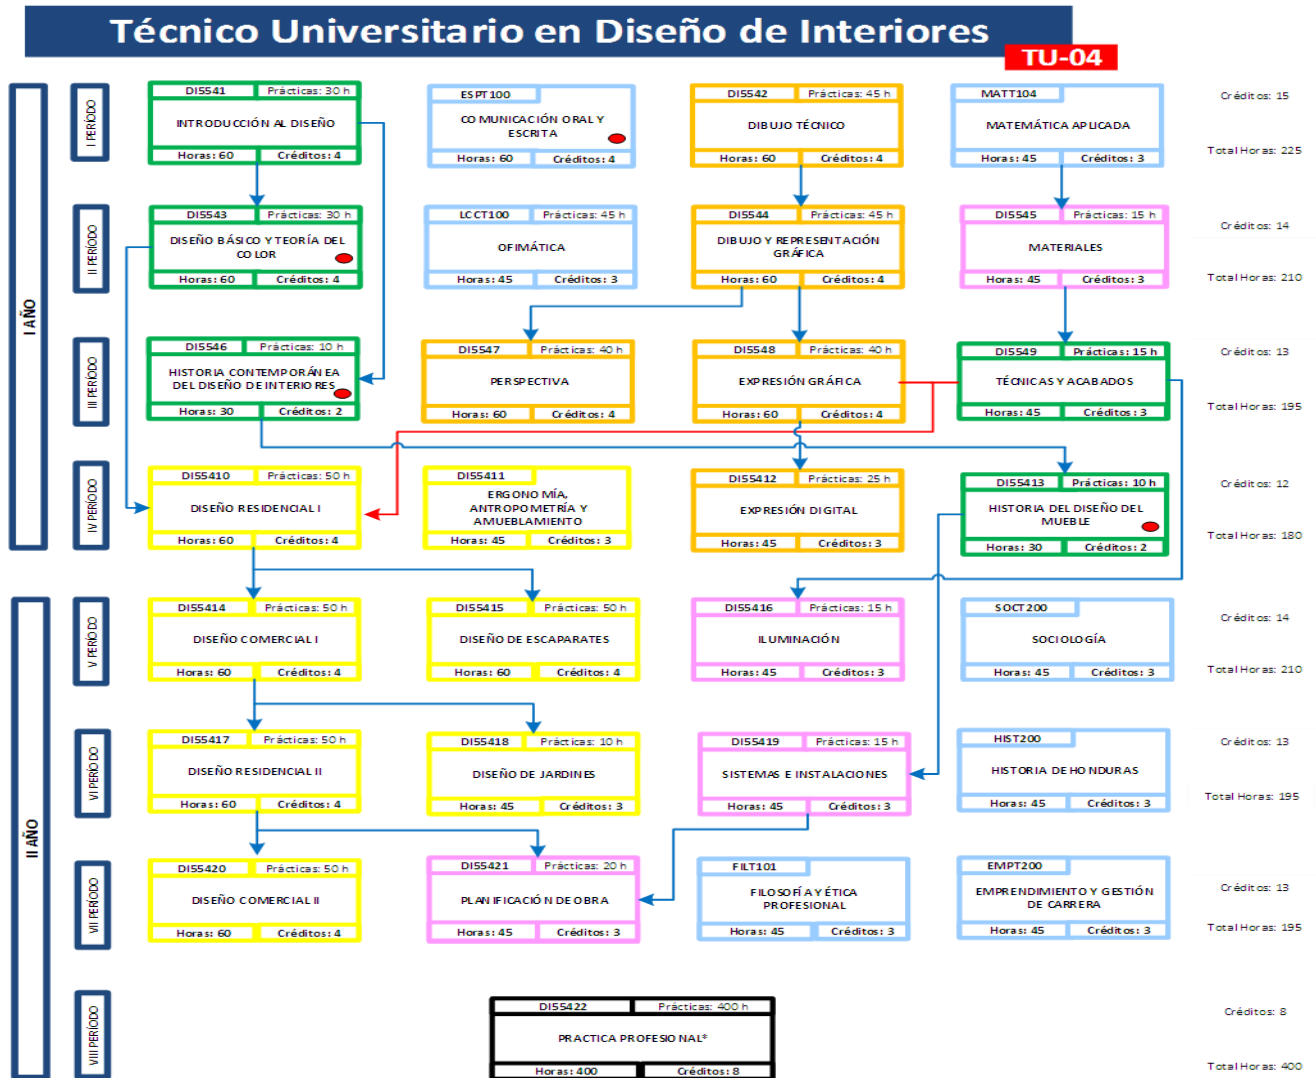 Técnico Universitario en Diseño de Interiores
TU-04
I AÑO
I PERÍODO
DI5541 Prácticas: 30 h
INTRODUCCIÓN AL DISEÑO
Horas: 60 Créditos: 4
ESPT100
COMUNICACIÓN ORAL Y
ESCRITA
Horas: 60 Créditos: 4
DI5542 Prácticas: 45 h
DIBUJO TÉCNICO
Horas: 60 Créditos: 4
MATT104
MATEMÁTICA APLICADA
Horas: 45 Créditos: 3
Créditos: 15
Total Horas: 225
II PERÍODO
DI5543 Prácticas: 30 h
DISEÑO BÁSICO Y TEORÍA DEL
COLOR
Horas: 60 Créditos: 4
LCCT100 Prácticas: 45 h
OFIMÁTICA
Horas: 45 Créditos: 3
DI5544 Prácticas: 45 h
DIBUJO Y REPRESENTACIÓN
GRÁFICA
Horas: 60 Créditos: 4
DI5545 Prácticas: 15 h
MATERIALES
Horas: 45 Créditos: 3
Créditos: 14
Total Horas: 210
III PERÍODO
DI5546 Prácticas: 10 h
HISTORIA CONTEMPORÁNEA
DEL DISEÑO DE INTERIORES
Horas: 30 Créditos: 2
DI5547 Prácticas: 40 h
PERSPECTIVA
Horas: 60 Créditos: 4
DI5548 Prácticas: 40 h
EXPRESIÓN GRÁFICA
Horas: 60 Créditos: 4
DI5549 Prácticas: 15 h
TÉCNICAS Y ACABADOS
Horas: 45 Créditos: 3
Créditos: 13
Total Horas: 195
IV PERÍODO
DI55410 Prácticas: 50 h
DISEÑO RESIDENCIAL I
Horas: 60 Créditos: 4
DI55411
ERGONOMÍA,
ANTROPOMETRÍA Y
AMUEBLAMIENTO
Horas: 45 Créditos: 3
DI55412 Prácticas: 25 h
EXPRESIÓN DIGITAL
Horas: 45 Créditos: 3
DI55413 Prácticas: 10 h
HISTORIA DEL DISEÑO DEL
MUEBLE
Horas: 30 Créditos: 2
Créditos: 12
Total Horas: 180
II AÑO
V PERÍODO
DI55414 Prácticas: 50 h
DISEÑO COMERCIAL I
Horas: 60 Créditos: 4
DI55415 Prácticas: 50 h
DISEÑO DE ESCAPARATES
Horas: 60 Créditos: 4
DI55416 Prácticas: 15 h
ILUMINACIÓN
Horas: 45 Créditos: 3
SOCT200
SOCIOLOGÍA
Horas: 45 Créditos: 3
Créditos: 14
Total Horas: 210
VI PERÍODO
DI55417 Prácticas: 50 h
DISEÑO RESIDENCIAL II
Horas: 60 Créditos: 4
DI55418 Prácticas: 10 h
DISEÑO DE JARDINES
Horas: 45 Créditos: 3
DI55419 Prácticas: 15 h
SISTEMAS E INSTALACIONES
Horas: 45 Créditos: 3
HIST200
HISTORIA DE HONDURAS
Horas: 45 Créditos: 3
Créditos: 13
Total Horas: 195
VII PERÍODO
DI55420 Prácticas: 50 h
DISEÑO COMERCIAL II
Horas: 60 Créditos: 4
DI55421 Prácticas: 20 h
PLANIFICACIÓN DE OBRA
Horas: 45 Créditos: 3
FILT101
FILOSOFÍA Y ÉTICA
PROFESIONAL
Horas: 45 Créditos: 3
EMPT200
EMPRENDIMIENTO Y GESTIÓN
DE CARRERA
Horas: 45 Créditos: 3
Créditos: 13
Total Horas: 195
VIII PERÍODO
DI55422 Prácticas: 400 h
PRACTICA PROFESIONAL*
Horas: 400 Créditos: 8
Créditos: 8
Total Horas: 400